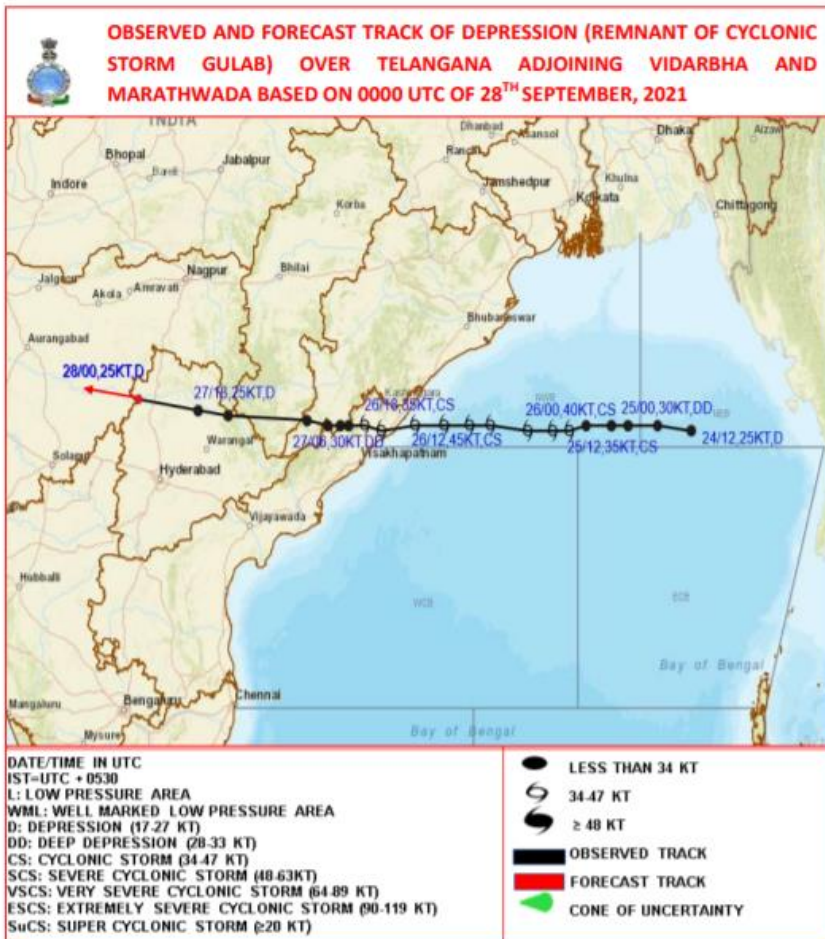 OBSERVED AND FORECAST TRACK OF DEPRESSION (REMNANT OF CYCLONIC
STORM GULAB) OVER TELANGANA ADJOINING VIDARBHA AND
MARATHWADA BASED ON 0000 UTC OF 28TH SEPTEMBER, 2021
INDIA
Dhanbad
Asansol
Dhaka
Aizaw
Bhopal
Jabalpur
Ranchi
Indore
Jamshedpur
Khulna
Korba
Kolkata
Chittagong
Nagpur
Bhilai
Jalgaon
Amravati
Akola
Bhubaneswar
Aurangabad
28/00,25KT,D
27/18,25KT,D
26/18,35KT,CS
26/00,40KT,CS
25/00,30KT,DD
27/06,30KT,DD
26/12,45KT,CS
25/12,35KT,CS
24/12,25KT,D
Warangal
Visakhapatnam
Solapur
Hyderabad
Vijayawada
Hubballi
WCB
ECB
Bay of Bengal
Chennai
Mangaluru
Bengaluru
Mysure
Bay of Bengal
DATE/TIME IN UTC
IST=UTC + 0530
L: LOW PRESSURE AREA
WML: WELL MARKED LOW PRESSURE AREA
D: DEPRESSION (17-27 KT)
DD: DEEP DEPRESSION (28-33 KT)
CS: CYCLONIC STORM (34-47 KT)
SCS: SEVERE CYCLONIC STORM (48-63KT)
VSCS: VERY SEVERE CYCLONIC STORM (64-89 KT)
ESCS: EXTREMELY SEVERE CYCLONIC STORM (90-119 KT)
SuCS: SUPER CYCLONIC STORM (≥20 KT)
LESS THAN 34 KT
34-47 KT
≥ 48 KT
OBSERVED TRACK
FORECAST TRACK
CONE OF UNCERTAINTY